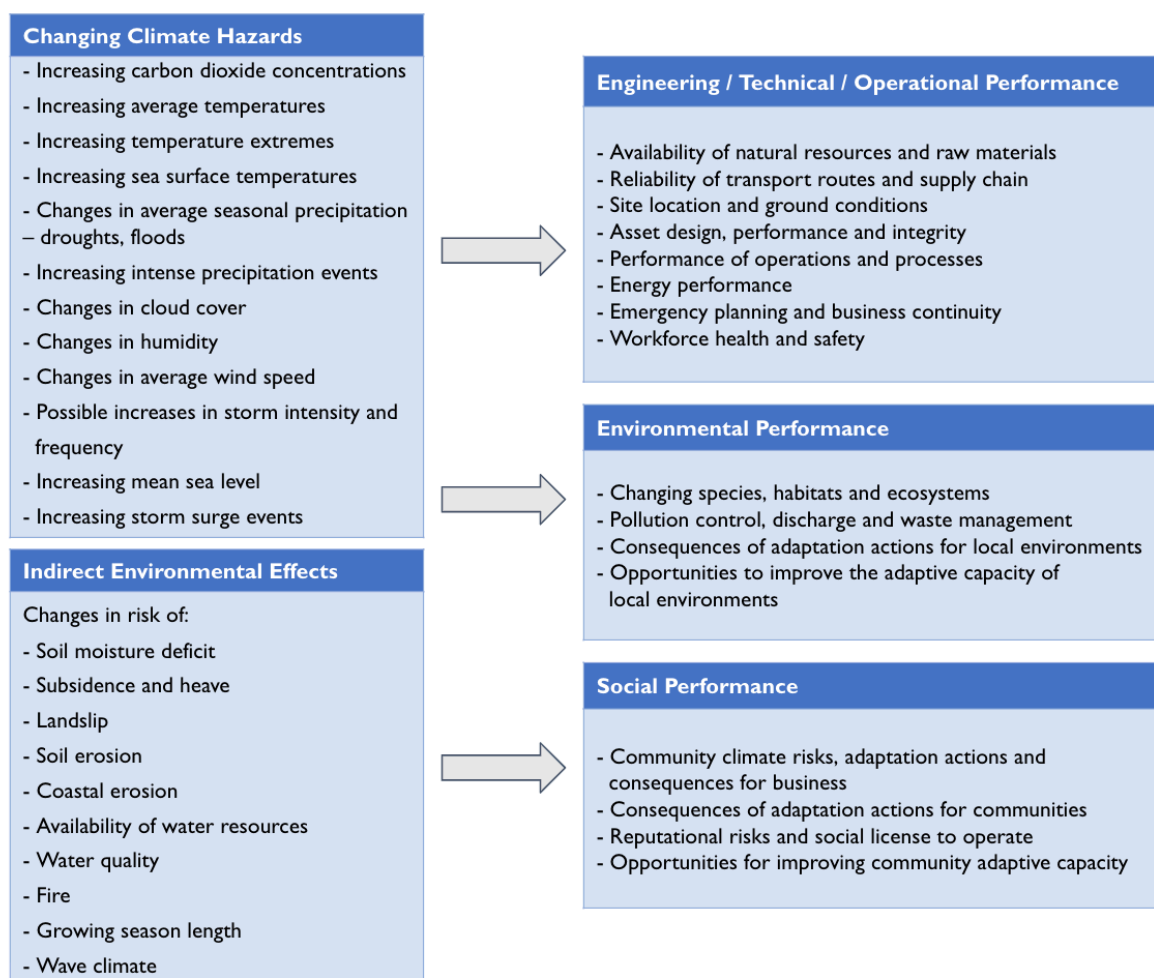 Changing Climate Hazards
- Increasing carbon dioxide concentrations
- Increasing average temperatures
- Increasing temperature extremes
- Increasing sea surface temperatures
- Changes in average seasonal precipitation
– droughts, floods
- Increasing intense precipitation events
- Changes in cloud cover
- Changes in humidity
- Changes in average wind speed
- Possible increases in storm intensity and
frequency
- Increasing mean sea level
- Increasing storm surge events
Indirect Environmental Effects
Changes in risk of:
- Soil moisture deficit
- Subsidence and heave
- Landslip
- Soil erosion
- Coastal erosion
- Availability of water resources
- Water quality
- Fire
- Growing season length
- Wave climate
Engineering / Technical / Operational Performance
- Availability of natural resources and raw materials
- Reliability of transport routes and supply chain
- Site location and ground conditions
- Asset design, performance and integrity
- Performance of operations and processes
- Energy performance
- Emergency planning and business continuity
- Workforce health and safety
Environmental Performance
- Changing species, habitats and ecosystems
- Pollution control, discharge and waste management
- Consequences of adaptation actions for local environments
- Opportunities to improve the adaptive capacity of
local environments
Social Performance
- Community climate risks, adaptation actions and
consequences for business
- Consequences of adaptation actions for communities
- Reputational risks and social license to operate
- Opportunities for improving community adaptive capacity